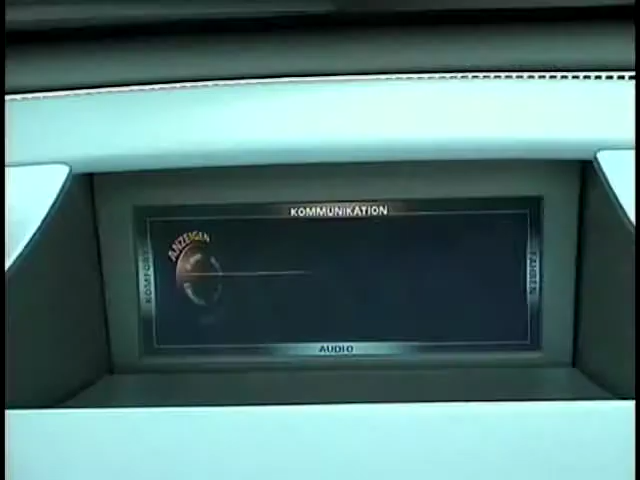 KOMMUNIKATION
ANZEIGEN
KOMFORT
FAHREN
AUDIO